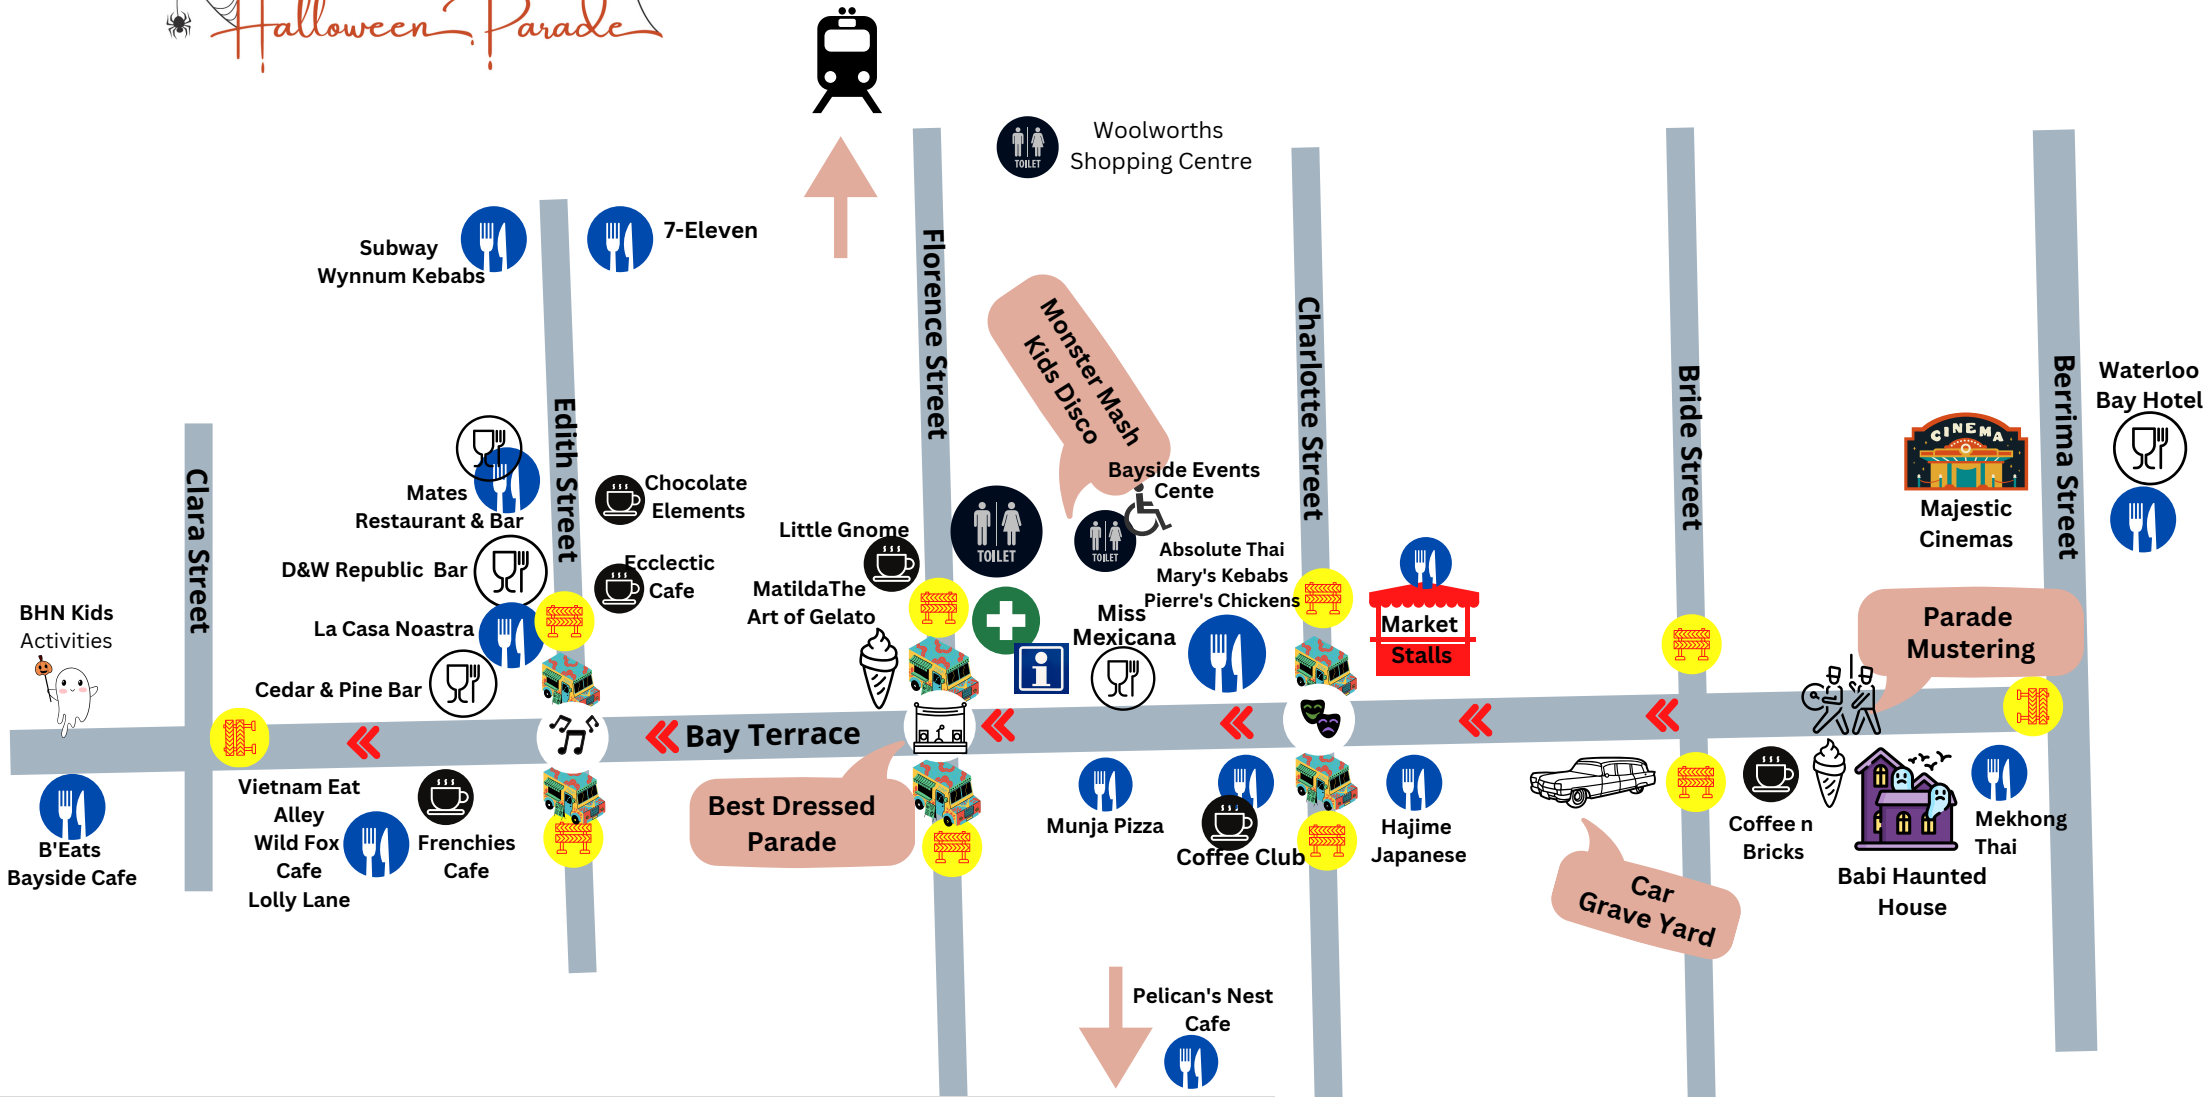 Halloween Parade
Woolworths
Shopping Centre
TOILET
Subway
Wynnum Kebabs
7-Eleven
Florence Street
Monster Mash
Kids Disco
Charlotte Street
Bride Street
Berrima Street
Waterloo
Bay Hotel
CINEMA
Majestic
Cinemas
Edith Street
Clara Street
Mates
Restaurant & Bar
Chocolate
Elements
D&W Republic Bar
Ecclectic
Cafe
La Casa Noastra
Cedar & Pine Bar
BHN Kids
Activities
Little Gnome
MatildaThe
Art of Gelato
TOILET
TOILET
Bayside Events
Cente
Absolute Thai
Mary's Kebabs
Pierre's Chickens
Miss
Mexicana
i
Market
Stalls
Parade
Mustering
Bay Terrace
B'Eats
Bayside Cafe
Vietnam Eat
Alley
Wild Fox
Cafe
Lolly Lane
Frenchies
Cafe
Best Dressed
Parade
Munja Pizza
Coffee Club
Hajime
Japanese
Car
Grave Yard
Coffee n
Bricks
Babi Haunted
House
Mekhong
Thai
Pelican's Nest
Cafe